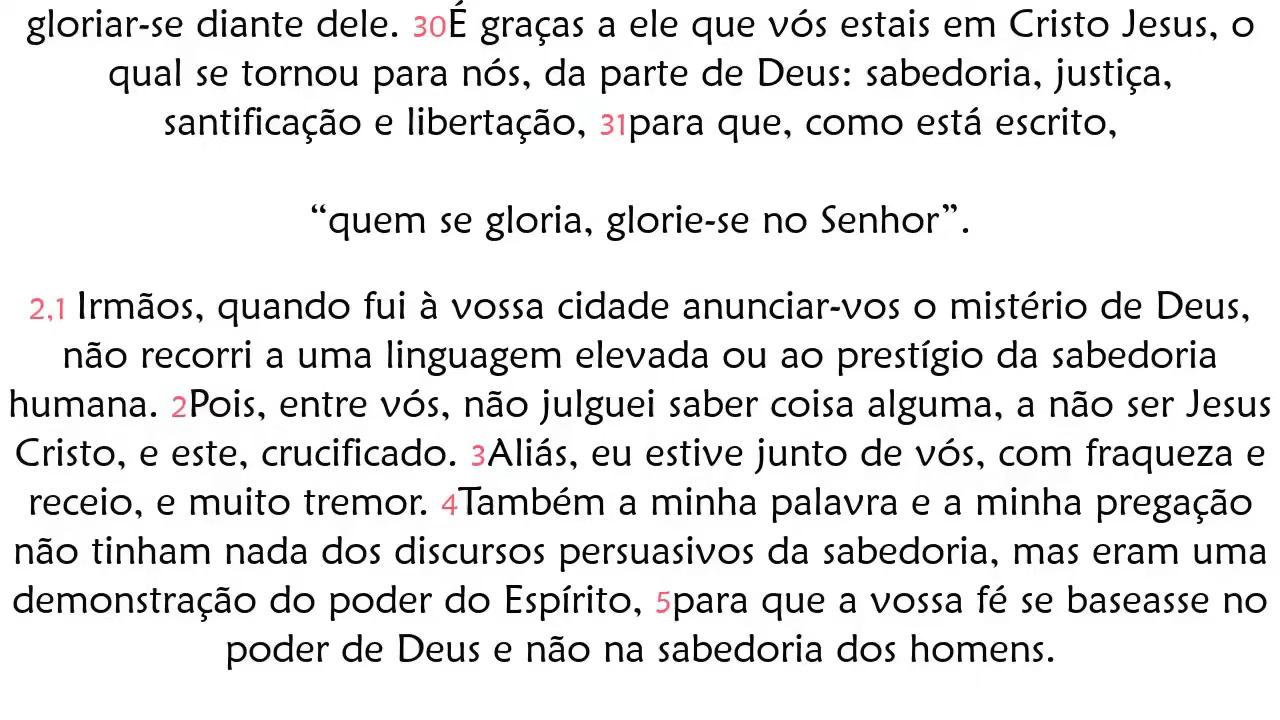 gloriar-se diante dele. 30É graças a ele que vós estais em Cristo Jesus, o
qual se tornou para nós, da parte de Deus: sabedoria, justiça,
santificação e libertação, 31para que, como está escrito,
“quem se gloria, glorie-se no Senhor”.
2,1 Irmãos, quando fui à vossa cidade anunciar-vos o mistério de Deus,
não recorri a uma linguagem elevada ou ao prestígio da sabedoria
humana. 2Pois, entre vós, não julguei saber coisa alguma, a não ser Jesus
Cristo, e este, crucificado. 3Aliás, eu estive junto de vós, com fraqueza e
receio, e muito tremor. 4Também a minha palavra e a minha pregação
não tinham nada dos discursos persuasivos da sabedoria, mas eram uma
demonstração do poder do Espírito, 5para que a vossa fé se baseasse no
poder de Deus e não na sabedoria dos homens.